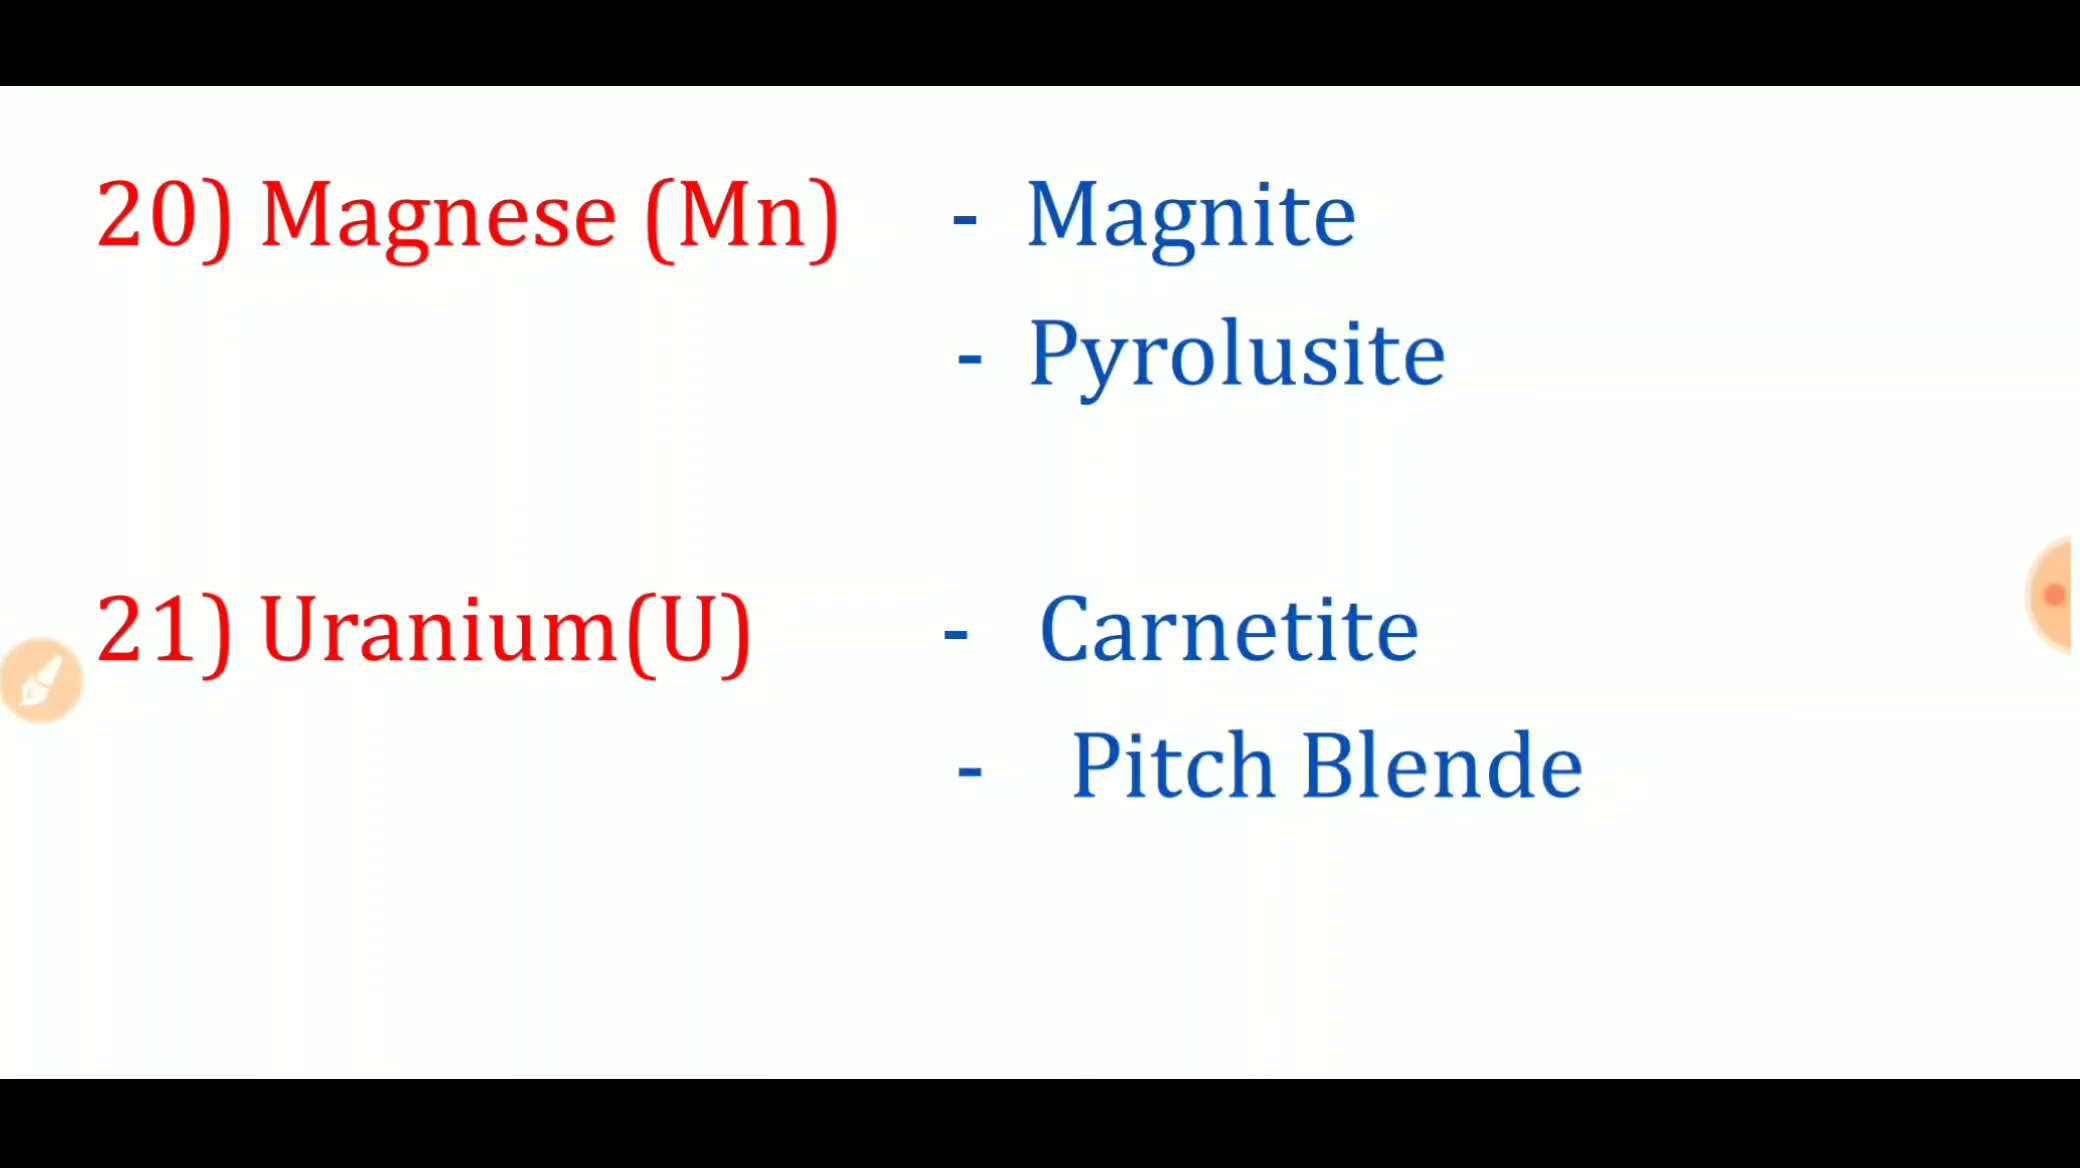 20) Magnese (Mn) - Magnite
- Pyrolusite
21) Uranium(U) - Carnetite
- Pitch Blende